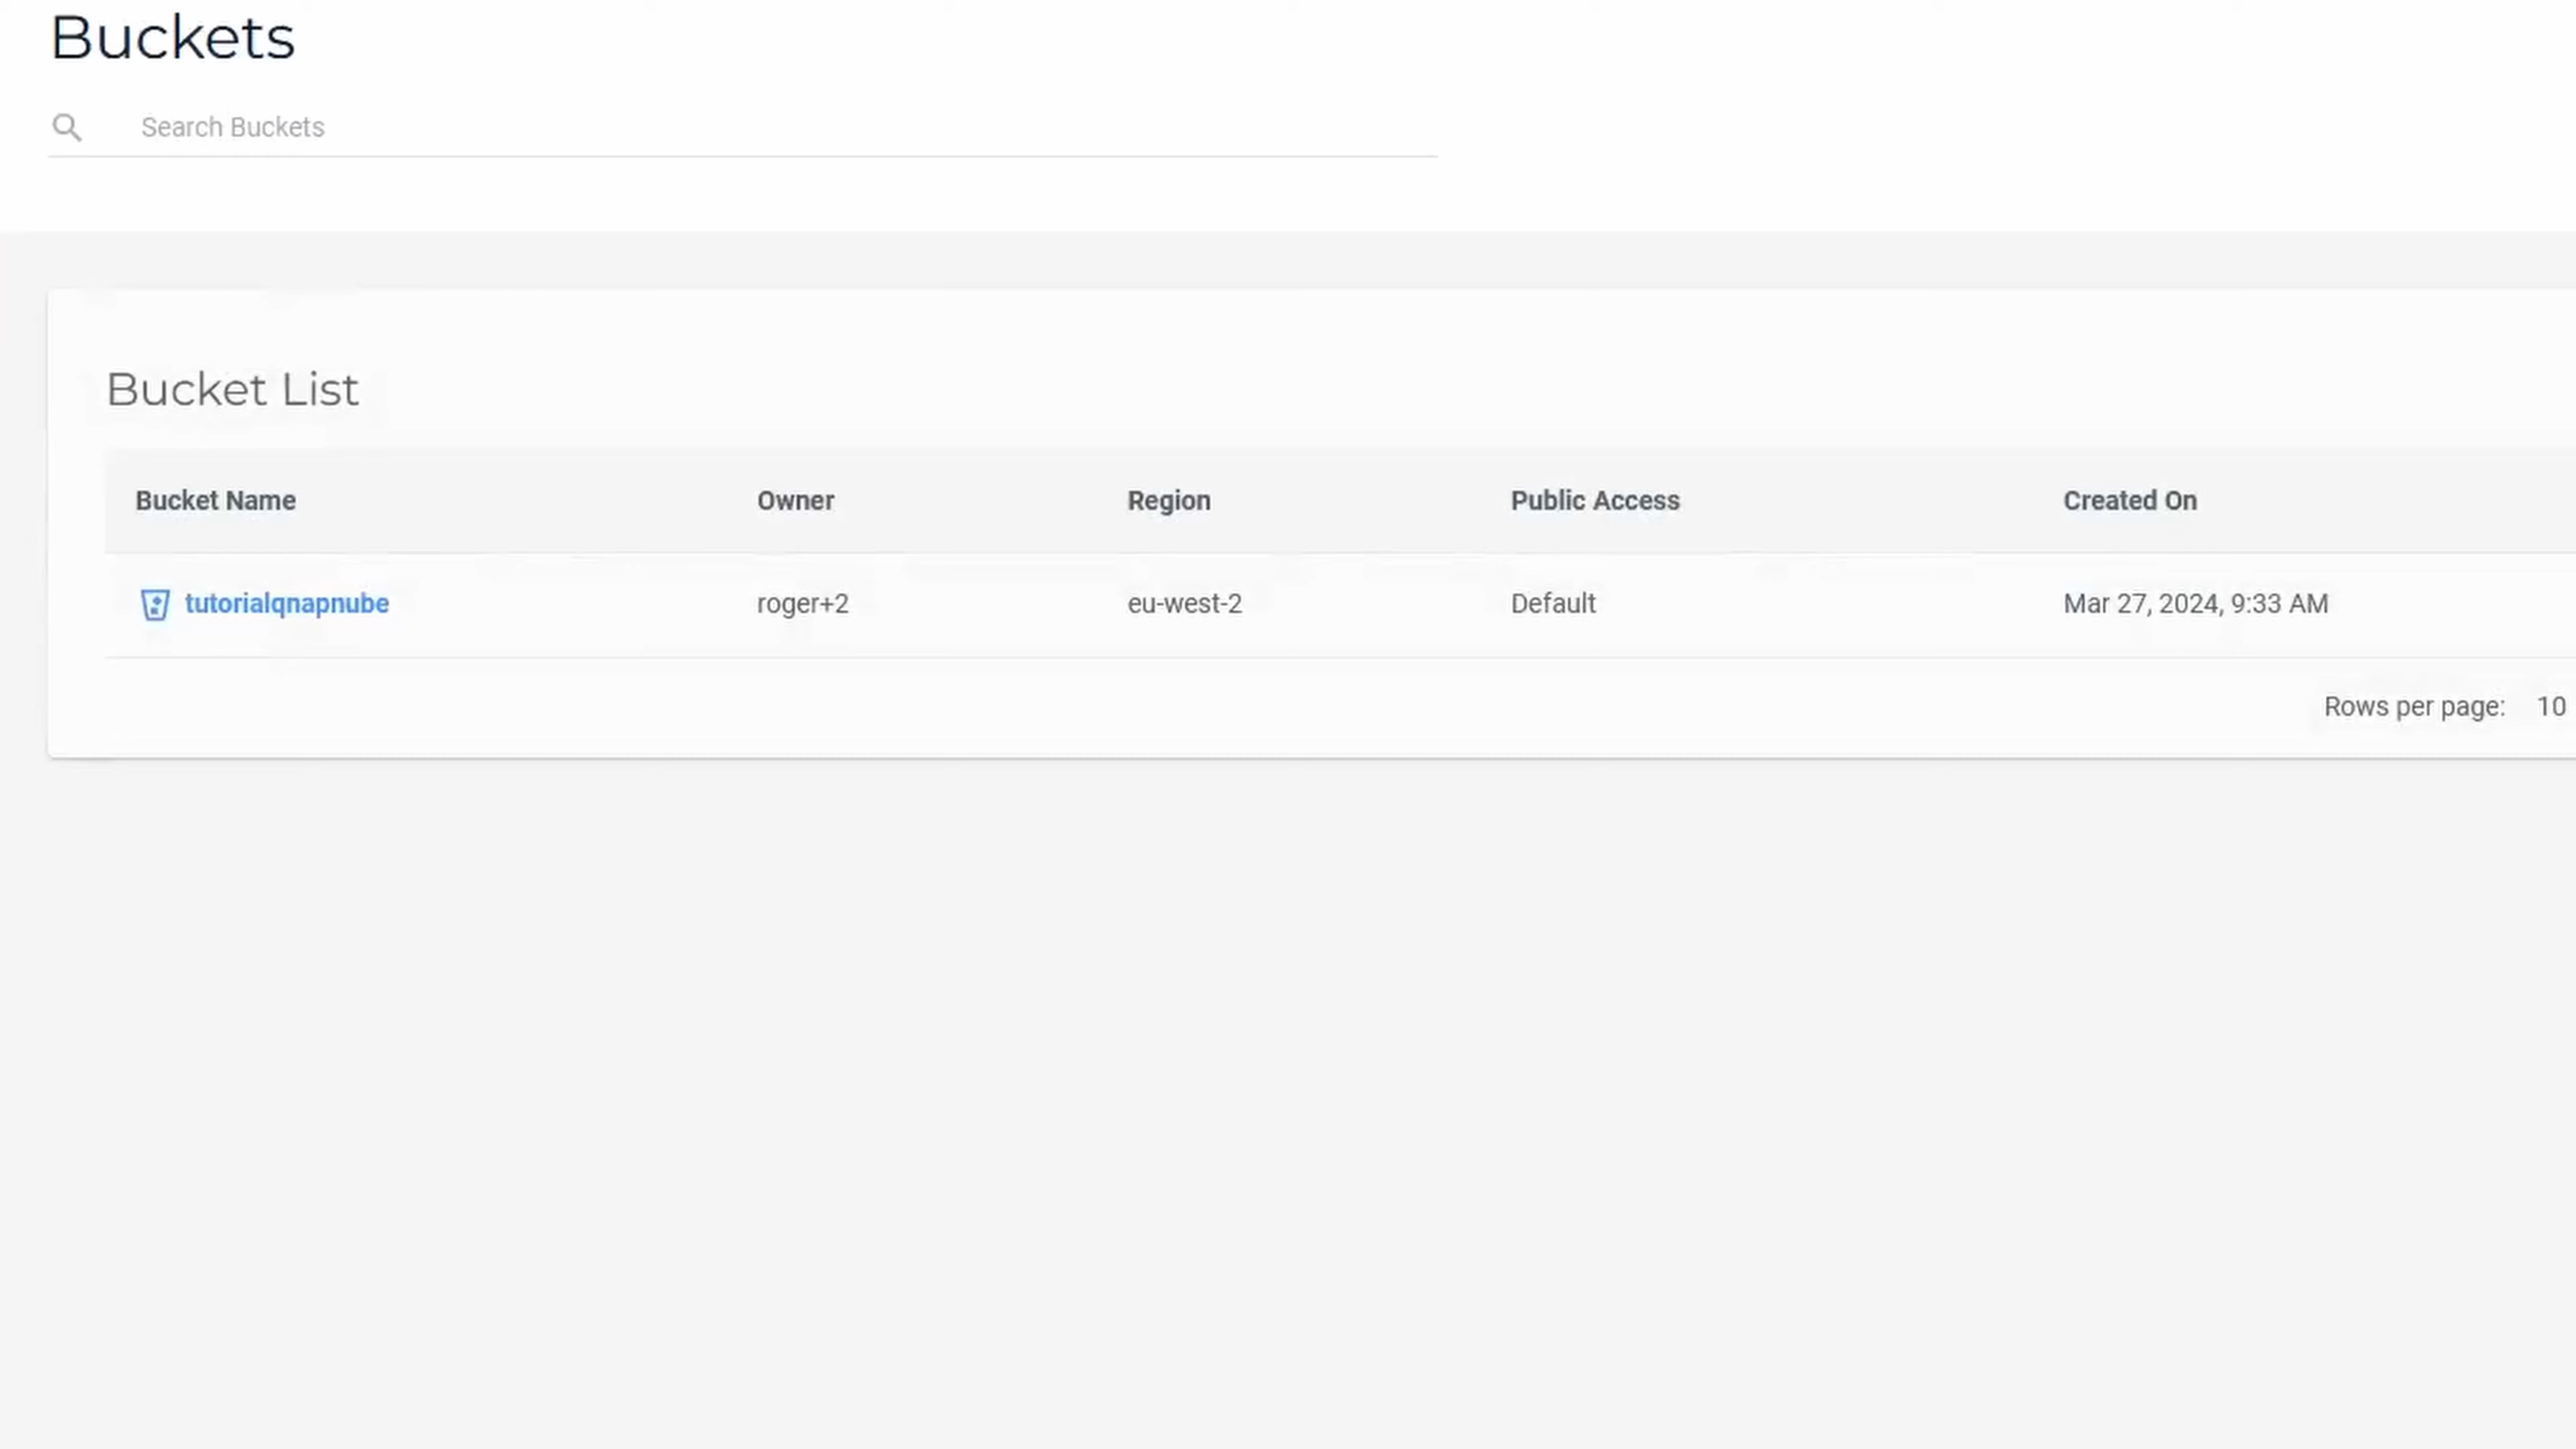 Buckets
Search Buckets
Bucket List
Bucket Name Owner Region Public Access Created On
tutorialqnapnube roger+2 eu-west-2 Default Mar 27, 2024, 9:33 AM
Rows per page: 10